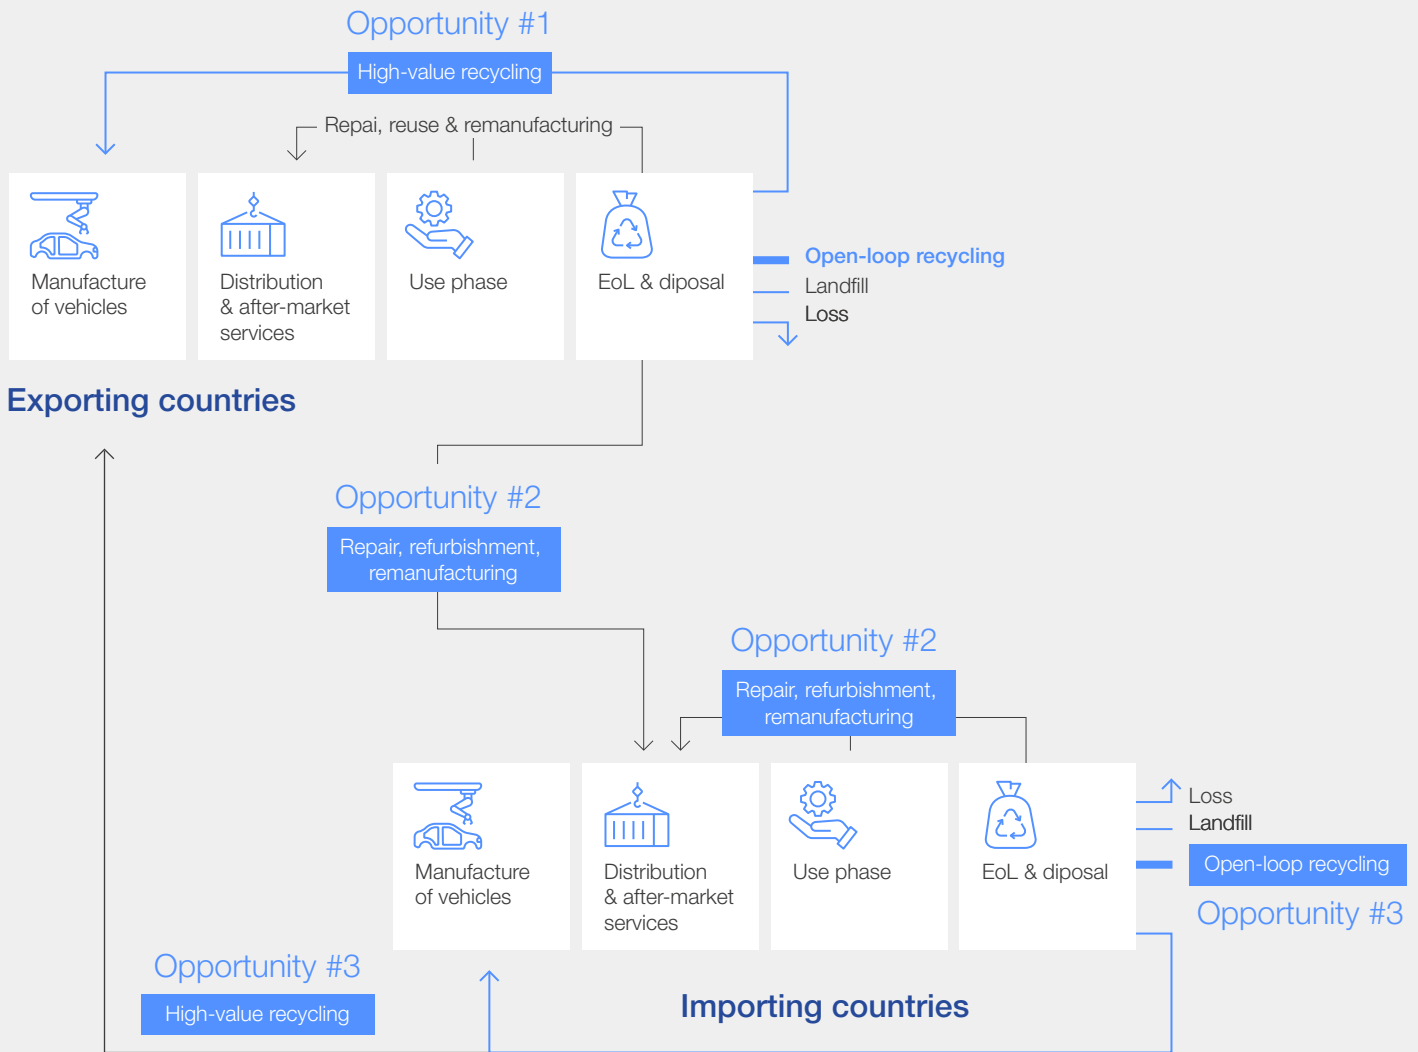 Opportunity #1
High-value recycling
Repai, reuse & remanufacturing
Manufacture
of vehicles
Distribution
& after-market
services
Use phase
EoL & diposal
Open-loop recycling
Landfill
Loss
Exporting countries
Opportunity #2
Repair, refurbishment,
remanufacturing
Opportunity #2
Repair, refurbishment,
remanufacturing
Manufacture
of vehicles
Distribution
& after-market
services
Use phase
EoL & diposal
Loss
Landfill
Open-loop recycling
Opportunity #3
Opportunity #3
High-value recycling
Importing countries